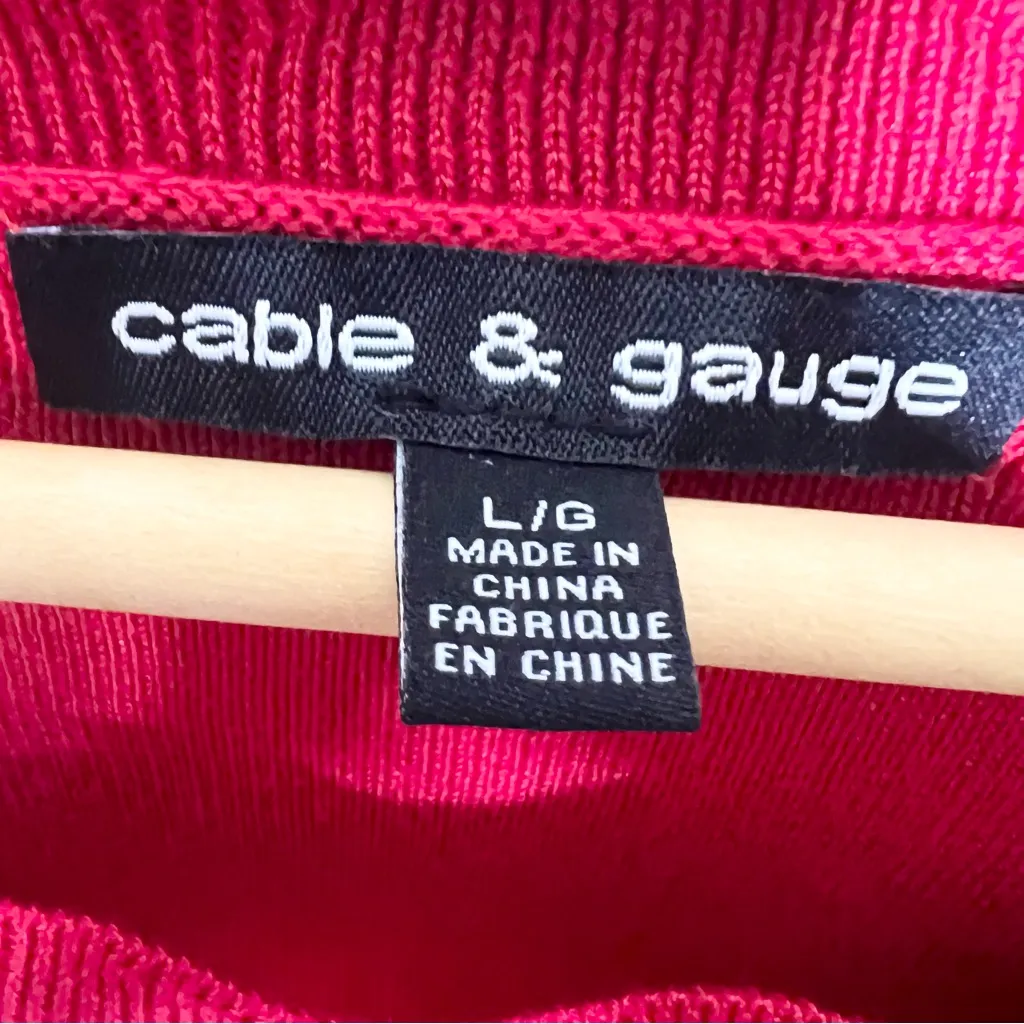 cable & gauge
L/G
MADE IN
CHINA
FABRIQUE
EN CHINE